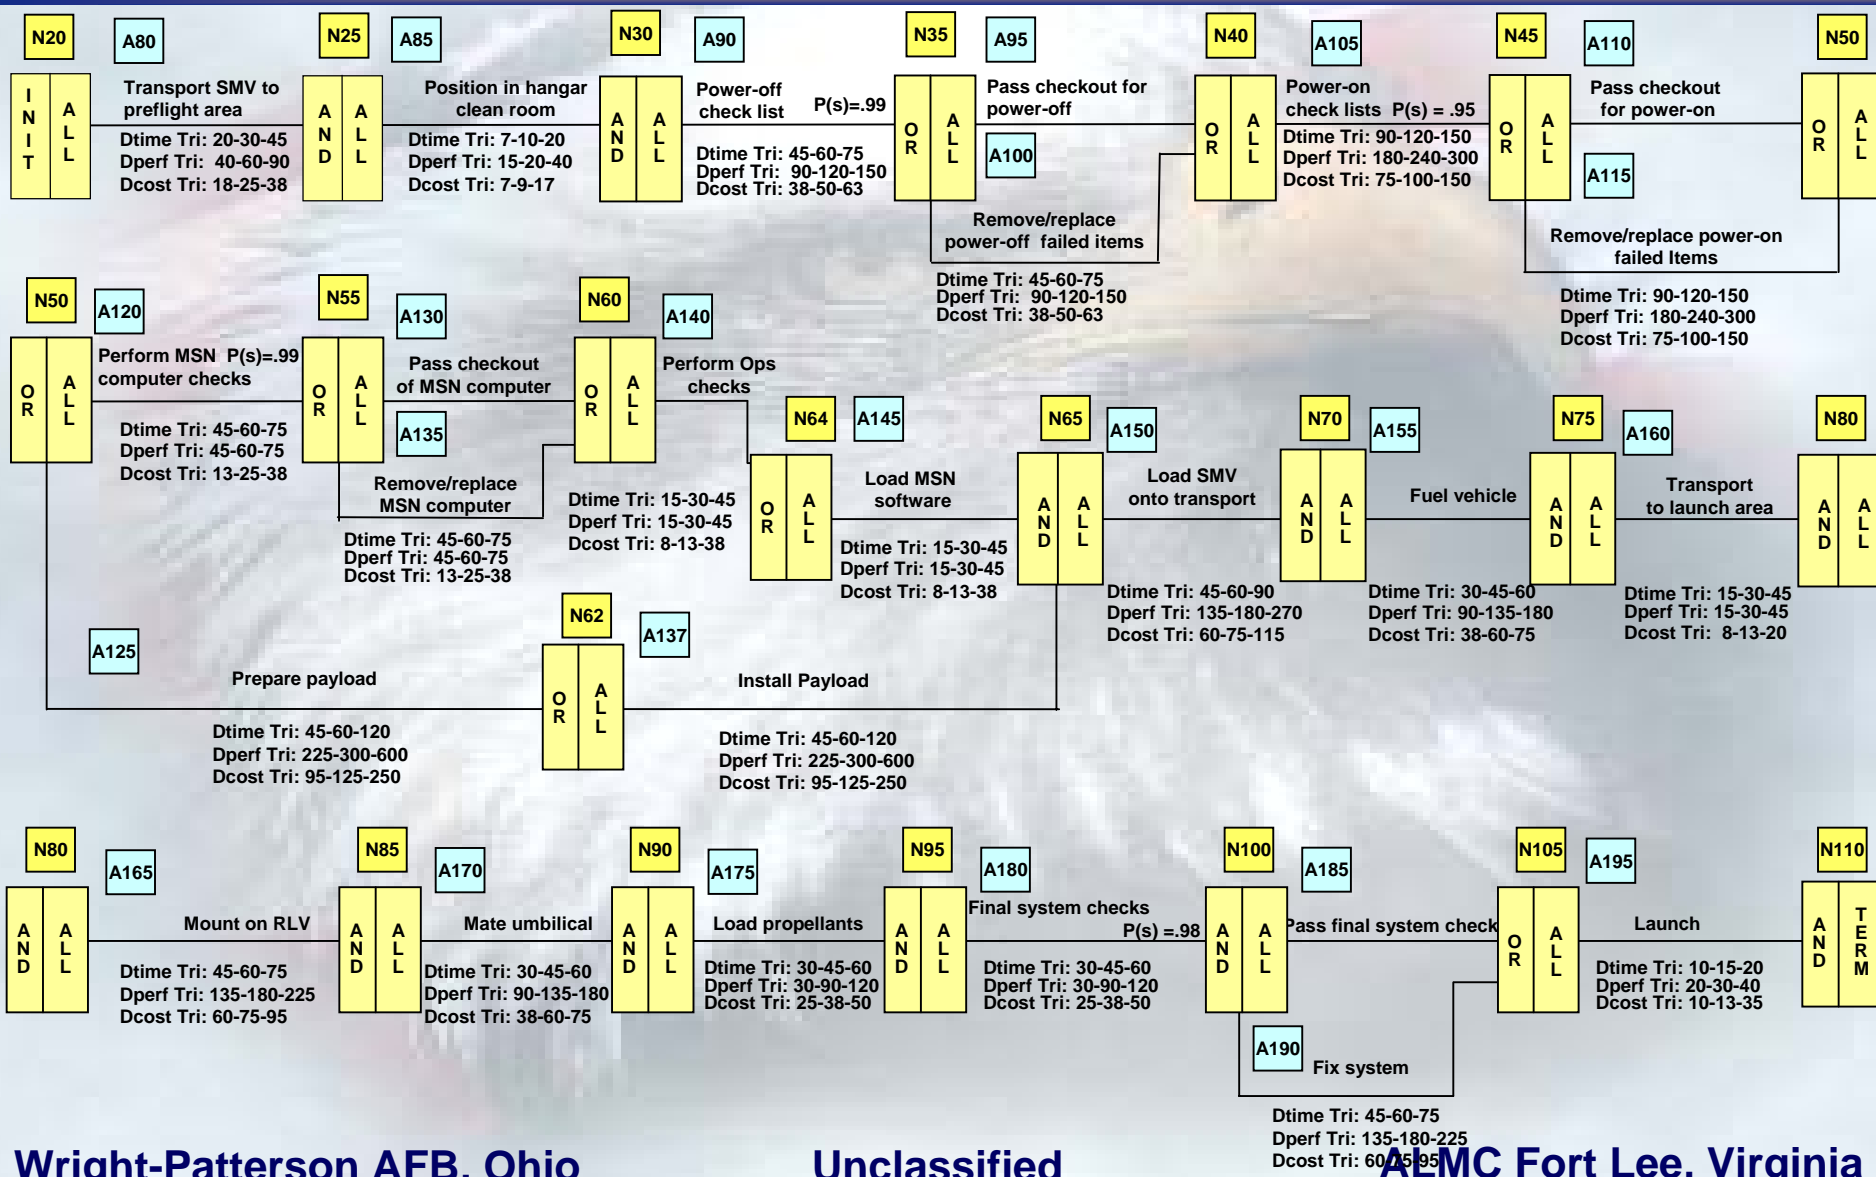 N20
A80
N25
A85
N30
A90
N35
A95
N40
A105
N45
A110
N50
INIT
ALL
Transport SMV to
preflight area
Dtime Tri: 20-30-45
Dperf Tri: 40-60-90
Dcost Tri: 18-25-38
AND
ALL
Position in hangar
clean room
Dtime Tri: 7-10-20
Dperf Tri: 15-20-40
Dcost Tri: 7-9-17
AND
ALL
Power-off
check list
P(s)=.99
Dtime Tri: 45-60-75
Dperf Tri: 90-120-150
Dcost Tri: 38-50-63
OR
ALL
Pass checkout for
power-off
A100
Remove/replace
power-off failed items
Dtime Tri: 45-60-75
Dperf Tri: 90-120-150
Dcost Tri: 38-50-63
OR
ALL
Power-on
check lists P(s) = .95
Dtime Tri: 90-120-150
Dperf Tri: 180-240-300
Dcost Tri: 75-100-150
OR
ALL
Pass checkout
for power-on
A115
Remove/replace power-on
failed Items
Dtime Tri: 90-120-150
Dperf Tri: 180-240-300
Dcost Tri: 75-100-150
OR
ALL
N50
A120
N55
A130
N60
A140
OR
ALL
Perform MSN P(s)=.99
computer checks
Dtime Tri: 45-60-75
Dperf Tri: 45-60-75
Dcost Tri: 13-25-38
OR
ALL
Pass checkout
of MSN computer
A135
Remove/replace
MSN computer
Dtime Tri: 45-60-75
Dperf Tri: 45-60-75
Dcost Tri: 13-25-38
OR
ALL
Perform Ops
checks
Dtime Tri: 15-30-45
Dperf Tri: 15-30-45
Dcost Tri: 8-13-38
N64
A145
N65
A150
N70
A155
N75
A160
N80
OR
ALL
Load MSN
software
Dtime Tri: 15-30-45
Dperf Tri: 15-30-45
Dcost Tri: 8-13-38
AND
ALL
Load SMV
onto transport
Dtime Tri: 45-60-90
Dperf Tri: 135-180-270
Dcost Tri: 60-75-115
AND
ALL
Fuel vehicle
Dtime Tri: 30-45-60
Dperf Tri: 90-135-180
Dcost Tri: 38-60-75
AND
ALL
Transport
to launch area
Dtime Tri: 15-30-45
Dperf Tri: 15-30-45
Dcost Tri: 8-13-20
AND
ALL
A125
Prepare payload
Dtime Tri: 45-60-120
Dperf Tri: 225-300-600
Dcost Tri: 95-125-250
N62
A137
OR
ALL
Install Payload
Dtime Tri: 45-60-120
Dperf Tri: 225-300-600
Dcost Tri: 95-125-250
N80
A165
N85
A170
N90
A175
N95
A180
N100
A185
N105
A195
N110
AND
ALL
Mount on RLV
Dtime Tri: 45-60-75
Dperf Tri: 135-180-225
Dcost Tri: 60-75-95
AND
ALL
Mate umbilical
Dtime Tri: 30-45-60
Dperf Tri: 90-135-180
Dcost Tri: 38-60-75
AND
ALL
Load propellants
Dtime Tri: 30-45-60
Dperf Tri: 30-90-120
Dcost Tri: 25-38-50
AND
ALL
Final system checks
P(s) =.98
Dtime Tri: 30-45-60
Dperf Tri: 30-90-120
Dcost Tri: 25-38-50
AND
ALL
Pass final system check
OR
ALL
Launch
Dtime Tri: 10-15-20
Dperf Tri: 20-30-40
Dcost Tri: 10-13-35
AND
TERM
A190
Fix system
Dtime Tri: 45-60-75
Dperf Tri: 135-180-225
Dcost Tri: 60-75-95
Wright-Patterson AFB, Ohio
Unclassified
ALMC Fort Lee, Virginia